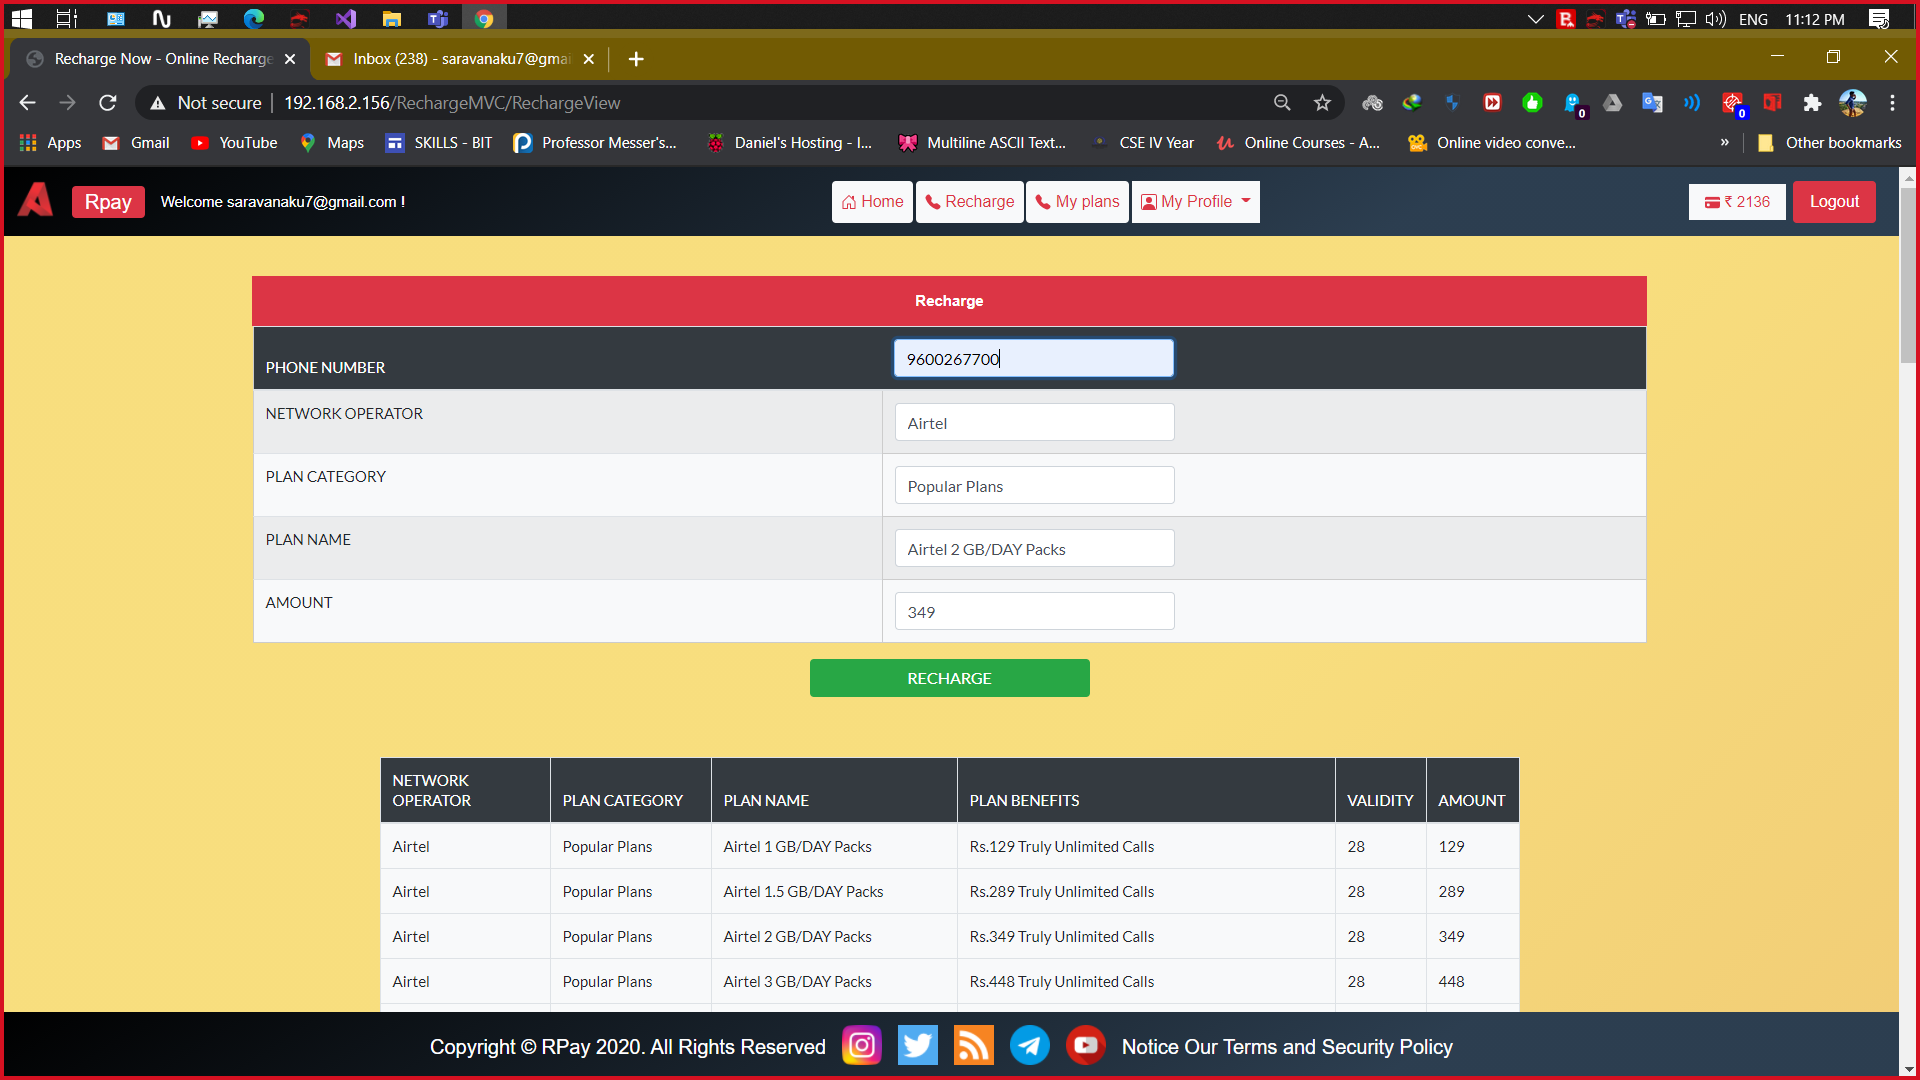 ENG 11:12 PM
Recharge Now - Online Recharge
Inbox (238) - saravanaku7@gmai
Not secure 192.168.2.156/RechargeMVC/RechargeView
0 0
Apps Gmail YouTube Maps SKILLS - BIT Professor Messer's... Daniel's Hosting - I... Multiline ASCII Text... CSE IV Year Online Courses - A... Online video conve... » Other bookmarks
Rpay Welcome saravanaku7@gmail.com ! Home Recharge My plans My Profile ₹ 2136 Logout
Recharge
PHONE NUMBER 9600267700
NETWORK OPERATOR Airtel
PLAN CATEGORY Popular Plans
PLAN NAME Airtel 2 GB/DAY Packs
AMOUNT 349
RECHARGE
NETWORK OPERATOR PLAN CATEGORY PLAN NAME PLAN BENEFITS VALIDITY AMOUNT
Airtel Popular Plans Airtel 1 GB/DAY Packs Rs.129 Truly Unlimited Calls 28 129
Airtel Popular Plans Airtel 1.5 GB/DAY Packs Rs.289 Truly Unlimited Calls 28 289
Airtel Popular Plans Airtel 2 GB/DAY Packs Rs.349 Truly Unlimited Calls 28 349
Airtel Popular Plans Airtel 3 GB/DAY Packs Rs.448 Truly Unlimited Calls 28 448
Copyright © RPay 2020. All Rights Reserved Notice Our Terms and Security Policy